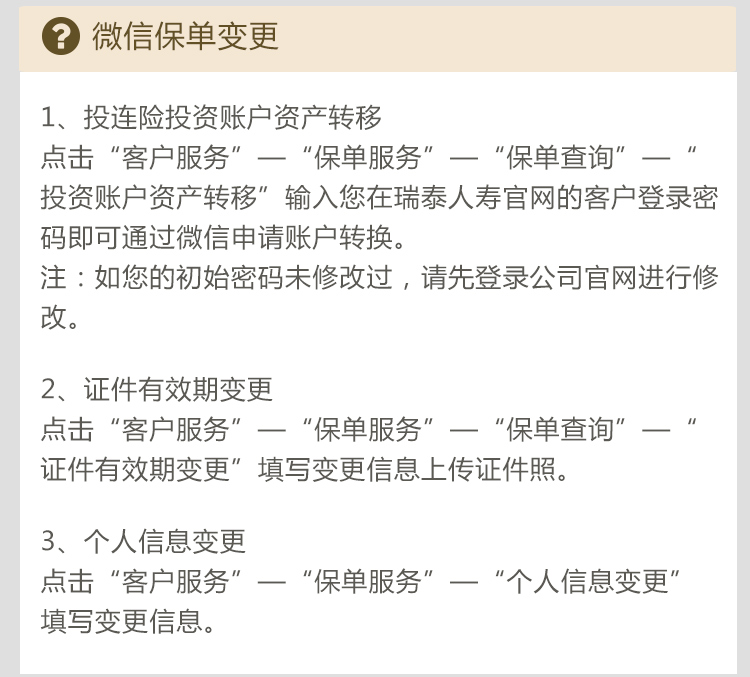 微信保单变更
1、投连险投资账户资产转移
点击“客户服务”—“保单服务”—“保单查询”—“
投资账户资产转移”输入您在瑞泰人寿官网的客户登录密
码即可通过微信申请账户转换。
注：如您的初始密码未修改过，请先登录公司官网进行修
改。
2、证件有效期变更
点击“客户服务”—“保单服务”—“保单查询”—“
证件有效期变更”填写变更信息上传证件照。
3、个人信息变更
点击“客户服务”—“保单服务”—“个人信息变更”
填写变更信息。